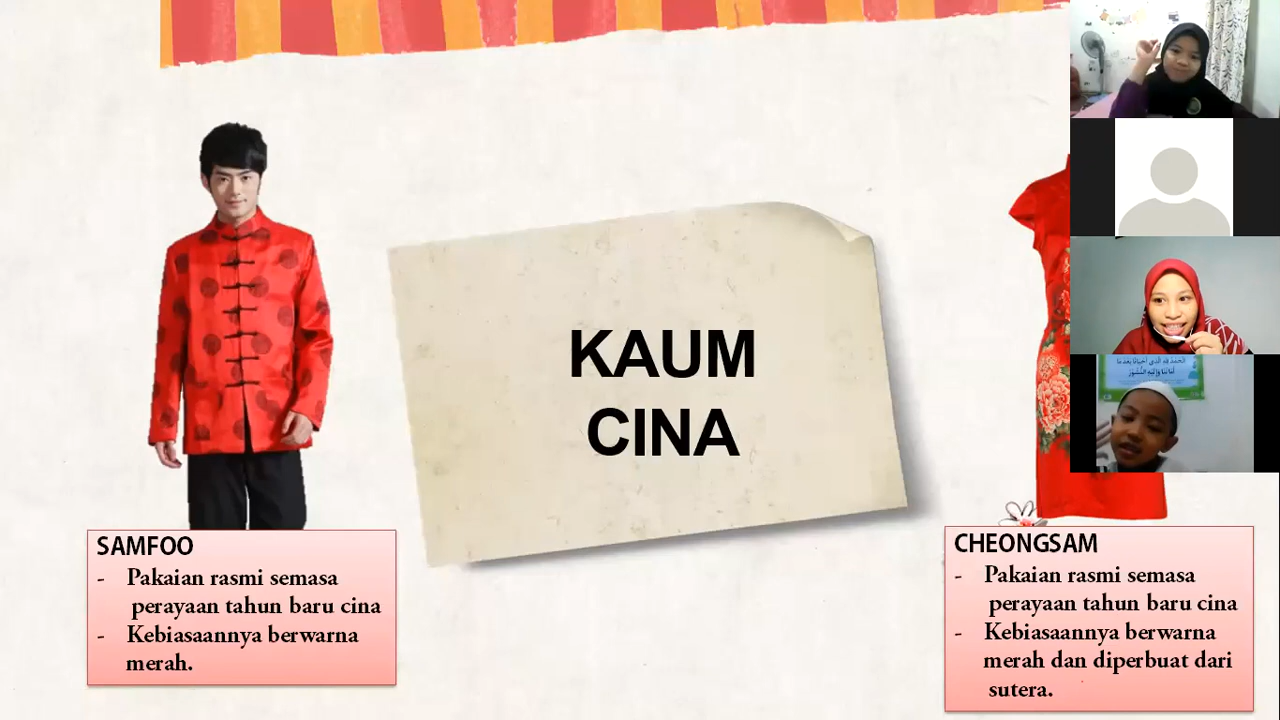 KAUM
CINA
SAMFOO
- Pakaian rasmi semasa
perayaan tahun baru cina
- Kebiasaannya berwarna
merah.
CHEONGSAM
- Pakaian rasmi semasa
perayaan tahun baru cina
- Kebiasaannya berwarna
merah dan diperbuat dari
sutera.